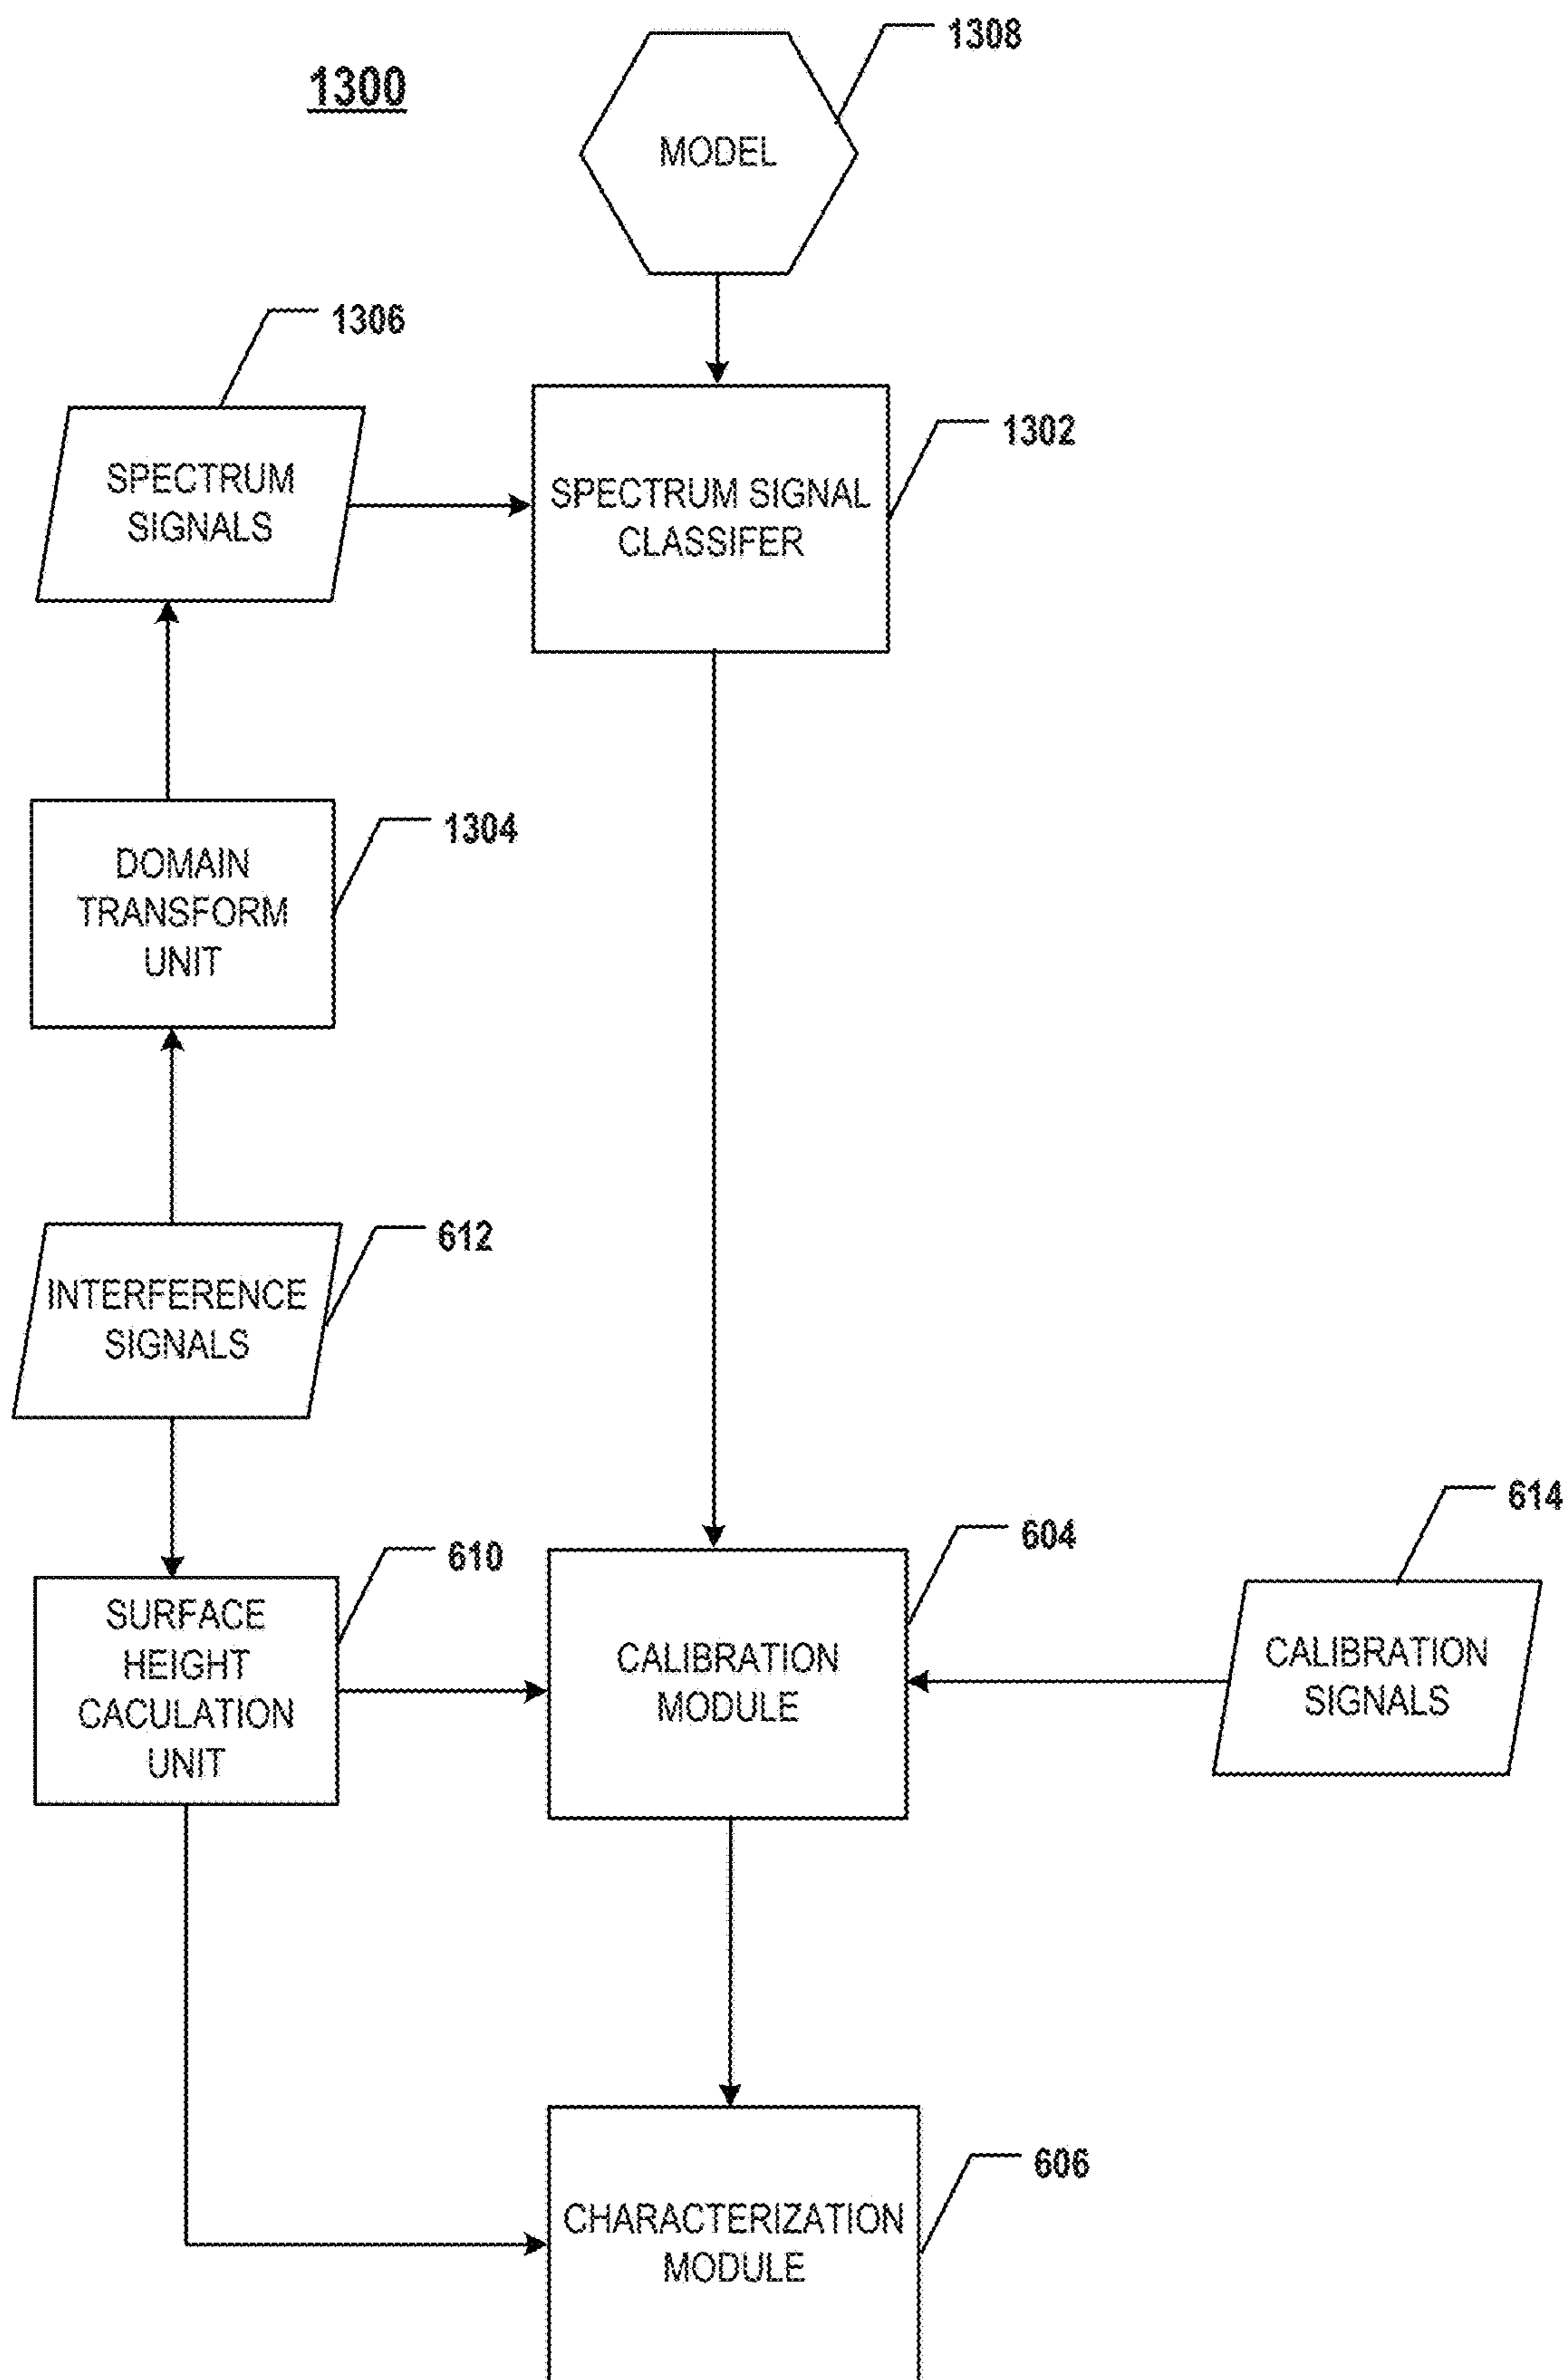 1308
1300
MODEL
1306
1302
SPECTRUM
SIGNALS
SPECTRUM SIGNAL
CLASSIFER
1304
DOMAIN
TRANSFORM
UNIT
612
INTERFERENCE
SIGNALS
614
604
610
SURFACE
HEIGHT
CACULATION
UNIT
CALIBRATION
MODULE
CALIBRATION
SIGNALS
606
CHARACTERIZATION
MODULE